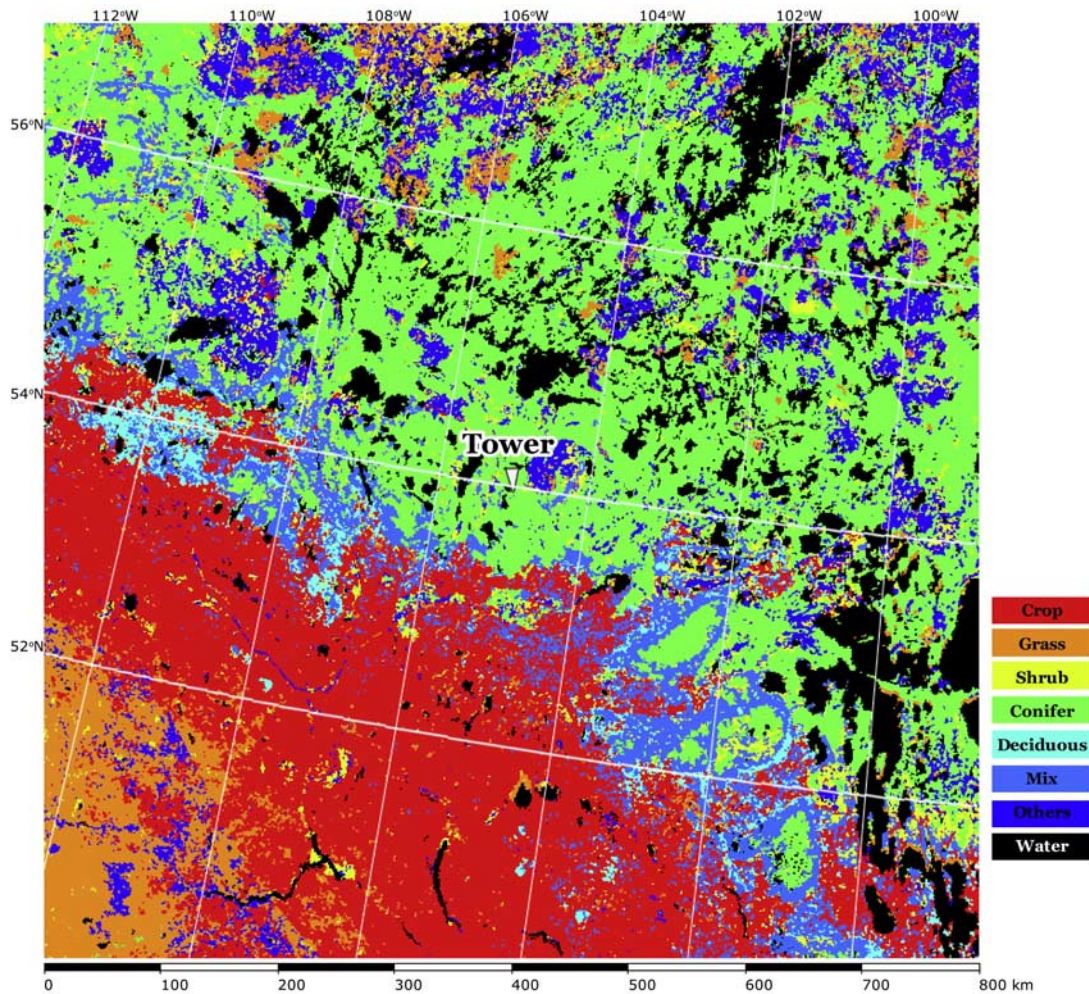 112°W 110°W 108°W 106°W 104°W 102°W 100°W
56°N
54°N
Tower
52°N
Crop
Grass
Shrub
Conifer
Deciduous
Mix
Others
Water
0 100 200 300 400 500 600 700 800 km